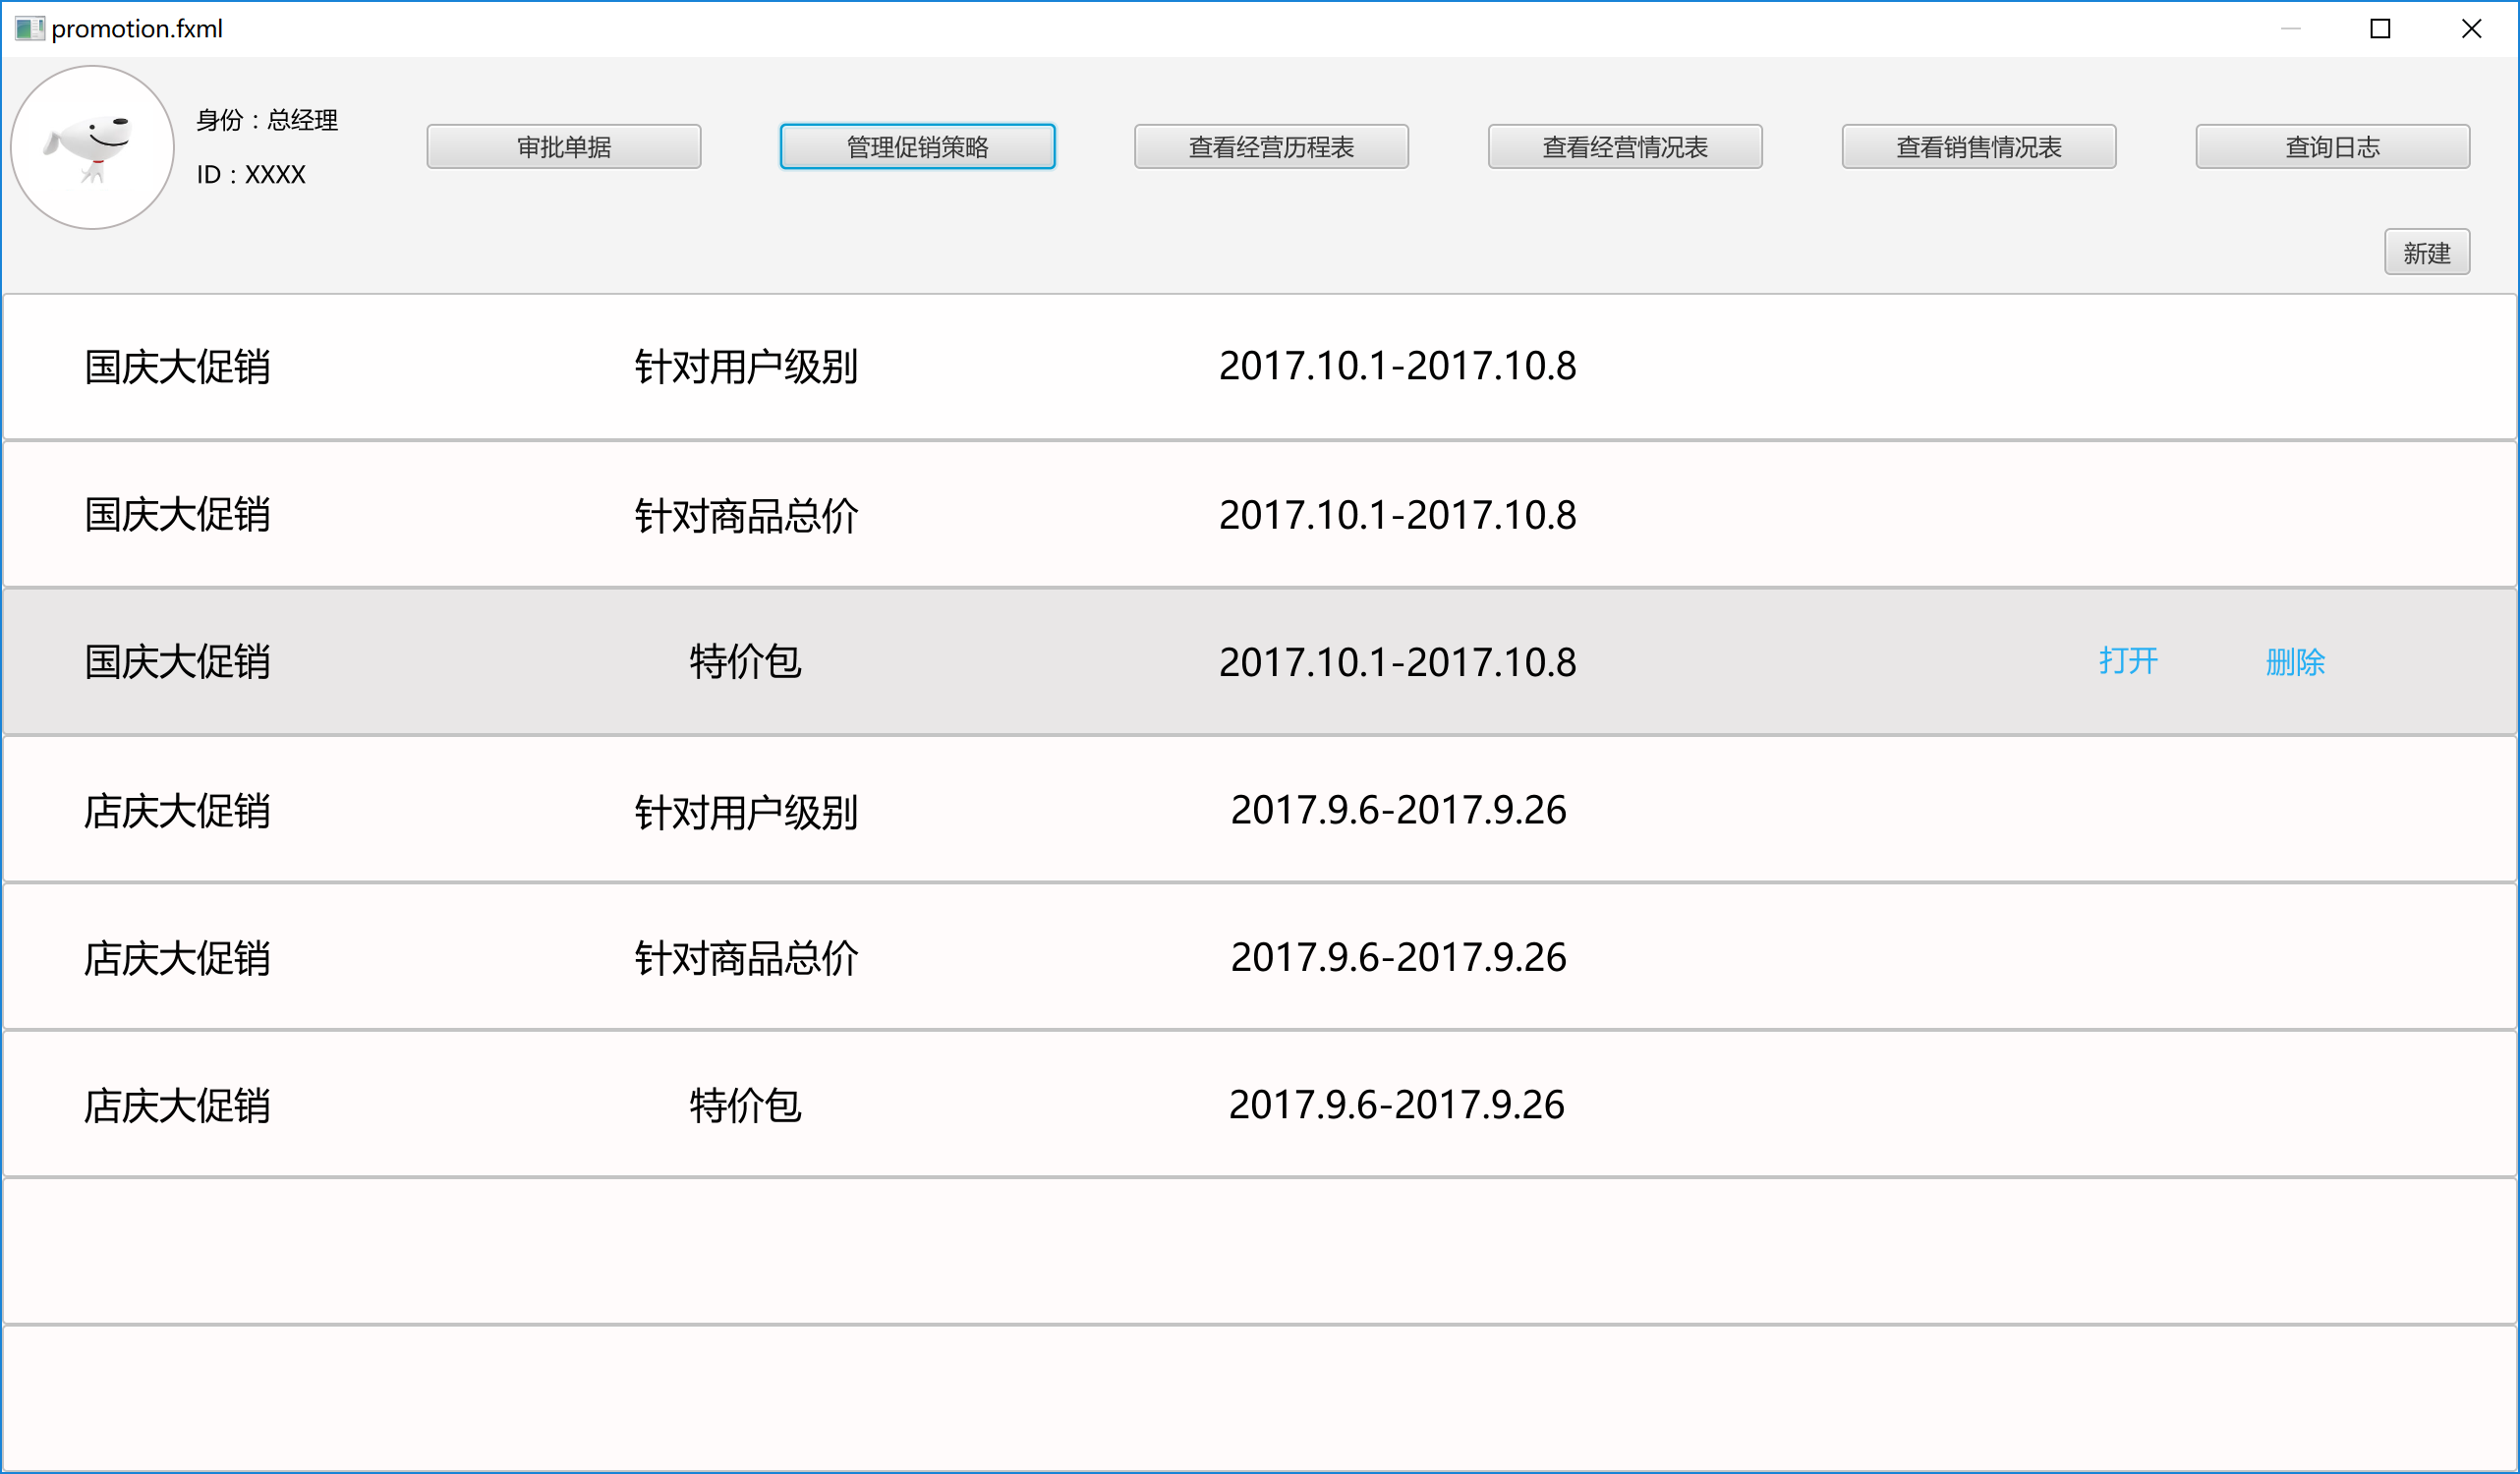 promotion.fxml
身份：总经理
ID：XXXX
审批单据
管理促销策略
查看经营历程表
查看经营情况表
查看销售情况表
查询日志
新建
国庆大促销 针对用户级别 2017.10.1-2017.10.8
国庆大促销 针对商品总价 2017.10.1-2017.10.8
国庆大促销 特价包 2017.10.1-2017.10.8 打开 删除
店庆大促销 针对用户级别 2017.9.6-2017.9.26
店庆大促销 针对商品总价 2017.9.6-2017.9.26
店庆大促销 特价包 2017.9.6-2017.9.26